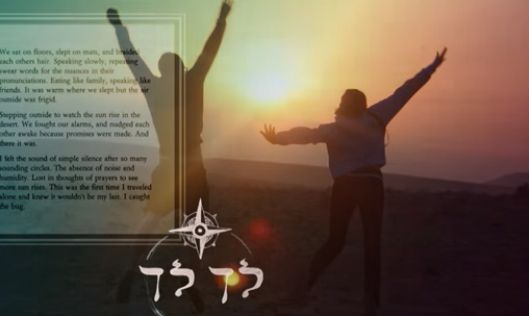 We sat on floors, slept on mats, and braided
each others hair. Speaking slowly, repeating
swear words for the nuances in their
pronunciations. Eating like family, speaking like
friends. It was warm where we slept but the air
outside was frigid.
Stepping outside to watch the sun rise in the
desert. We fought our alarms, and nudged each
other awake because promises were made. And
there it was.
I felt the sound of simple silence after so many
sounding circles. The absence of noise and
humidity. Lost in thoughts of prayers to see
more sun rises. This was the first time I traveled
alone and knew it wouldn't be my last. I caught
the bug.
לך לך